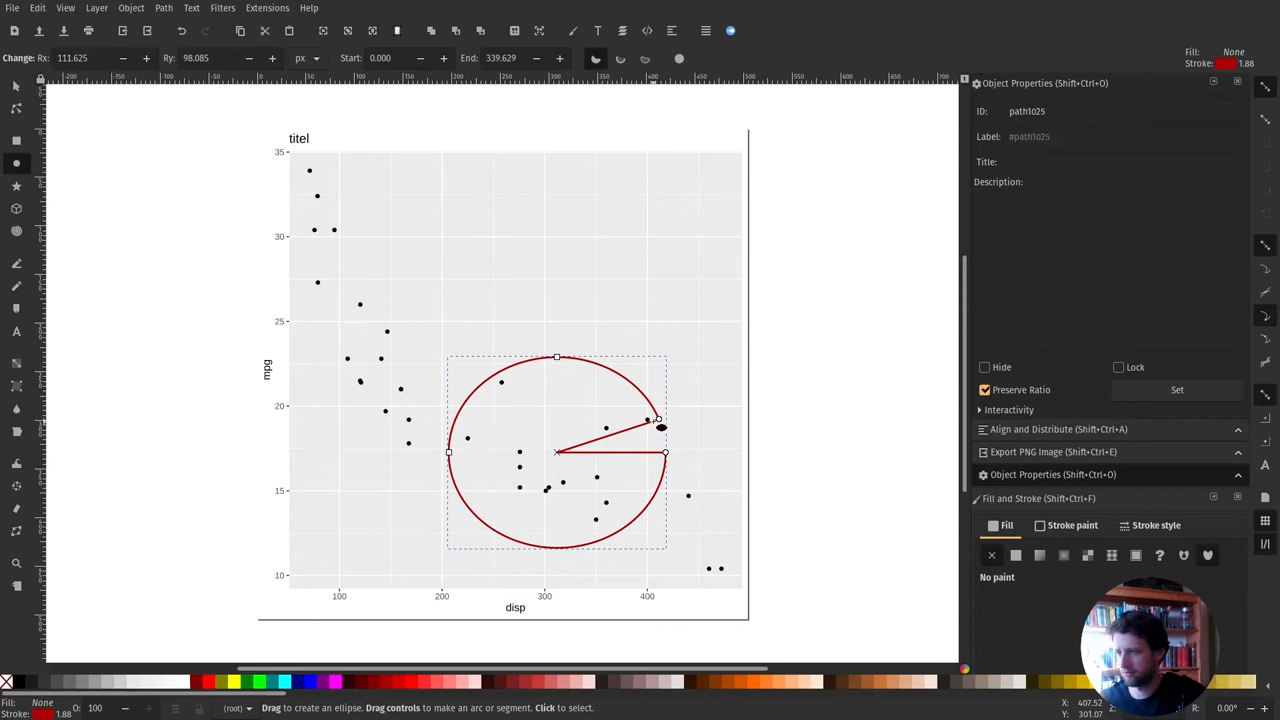 File Edit View Layer Object Path Text Filters Extensions Help
Change: Rx: 111.625 − + Ry: 98.085 − + px Start: 0.000 − + End: 339.629 − +
Fill: None
Stroke: 1.88
Object Properties (Shift+Ctrl+O)
ID: path1025
Label: #path1025
Title:
Description:
titel
35
30
25
20
15
10
mpg
100 200 300 400
disp
Hide Lock
Preserve Ratio Set
Interactivity
Align and Distribute (Shift+Ctrl+A)
Export PNG Image (Shift+Ctrl+E)
Object Properties (Shift+Ctrl+O)
Fill and Stroke (Shift+Ctrl+F)
Fill Stroke paint Stroke style
No paint
Fill: None
Stroke: 1.88
O: 100 − + (root) Drag to create an ellipse. Drag controls to make an arc or segment. Click to select.
X: 407.52
Y: 301.07
R: 0.00°